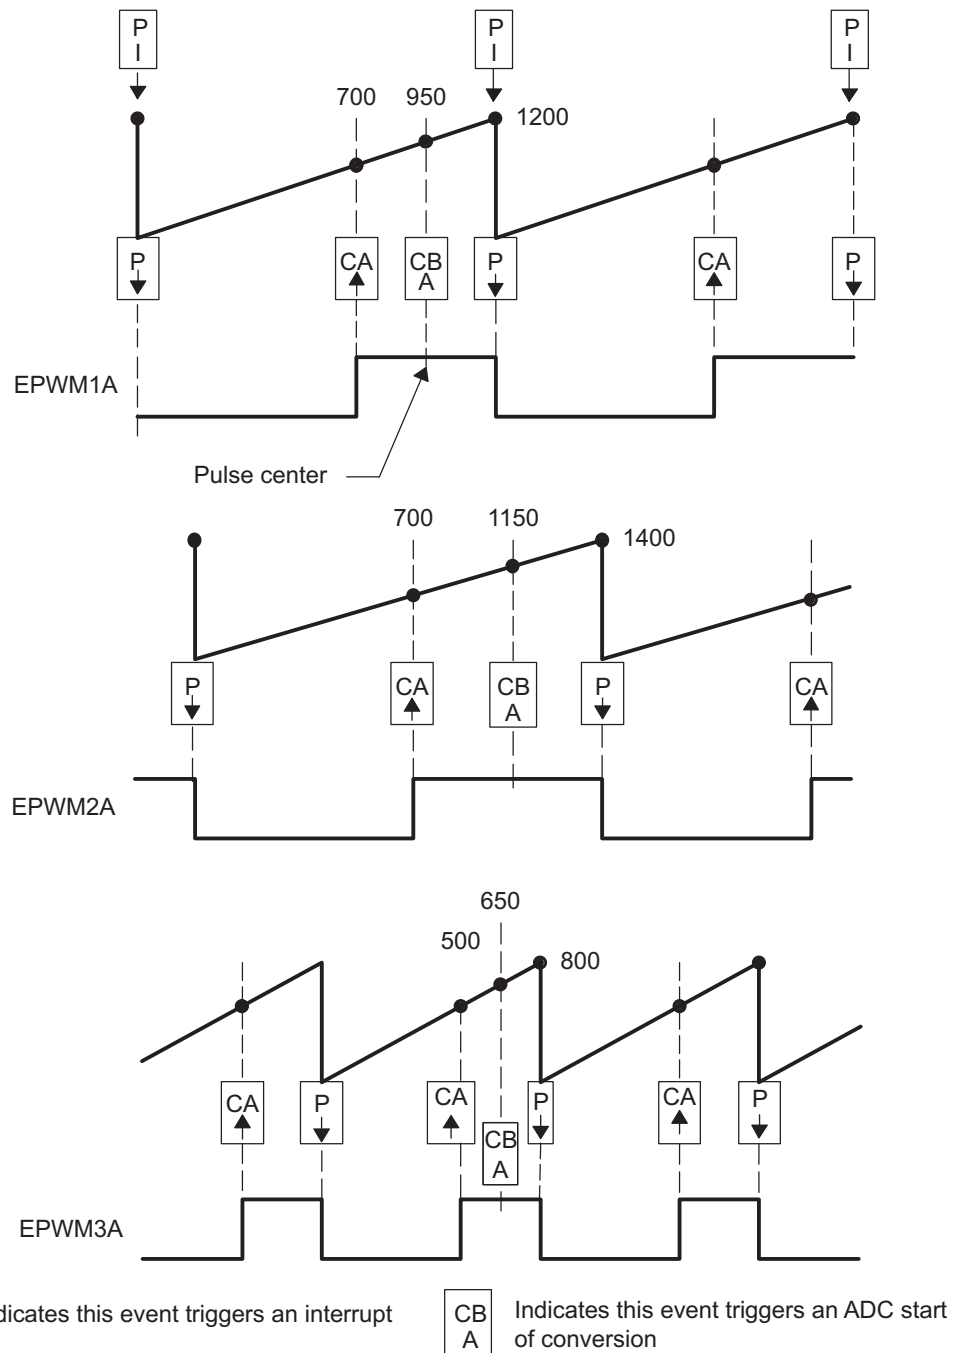 P
I
P
I
P
I
700 950
1200
P
CA
CB
A
P
CA
P
EPWM1A
Pulse center
700 1150
1400
P
CA
CB
A
P
CA
EPWM2A
650
500
800
CA
P
CA
CB
A
P
CA
P
EPWM3A
dicates this event triggers an interrupt
CB
A
Indicates this event triggers an ADC start
of conversion